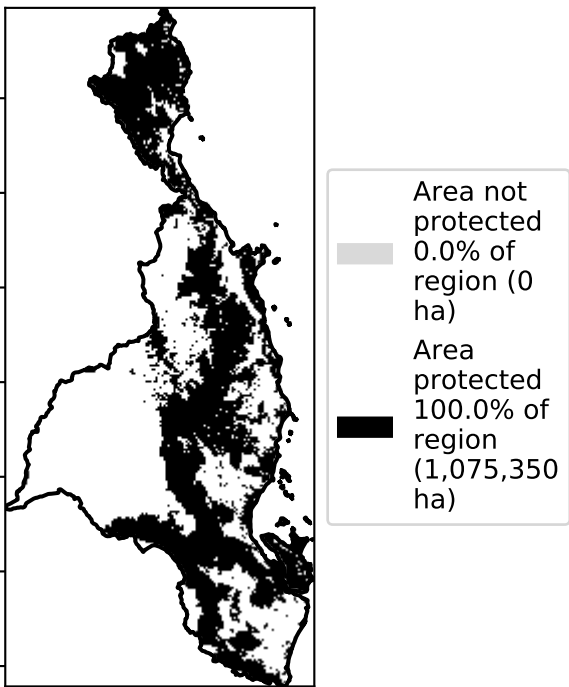 Area not
protected
0.0% of
region (0
ha)
Area
protected
100.0% of
region
(1,075,350
ha)